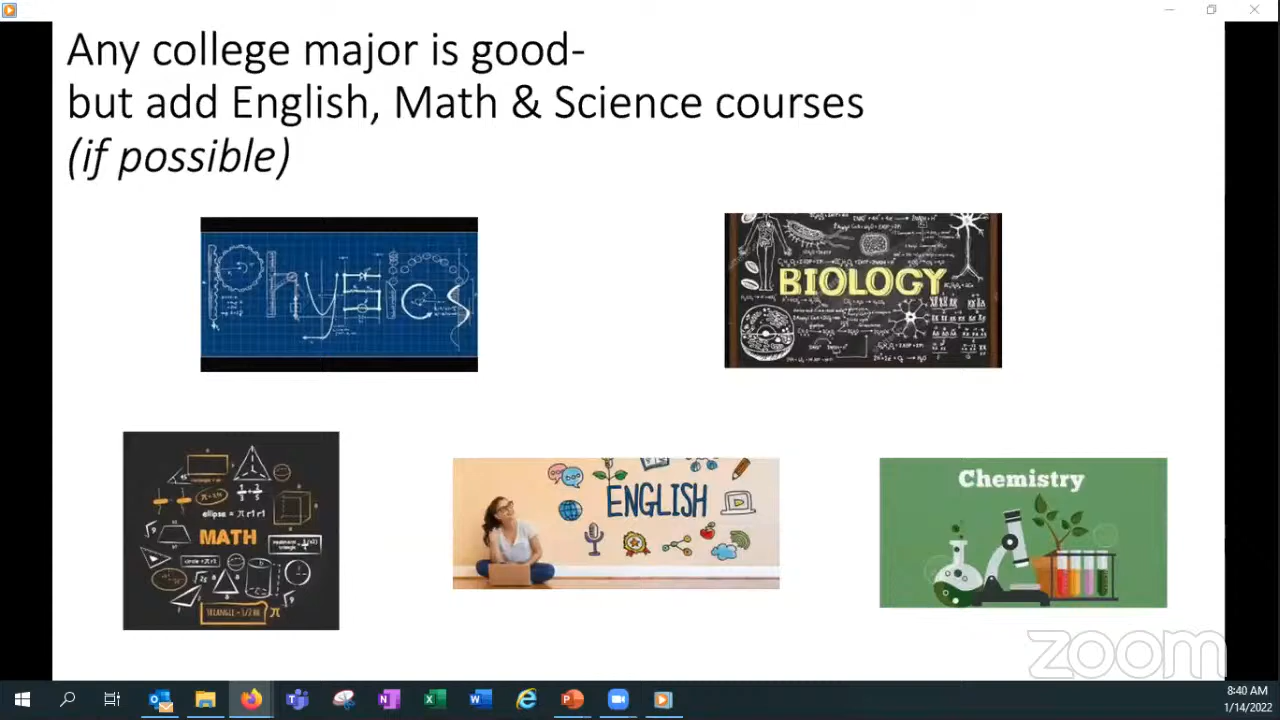 Any college major is good-
but add English, Math & Science courses
(if possible)
Physics
BIOLOGY
MATH
ENGLISH
Chemistry
zoom
8:40 AM
1/14/2022